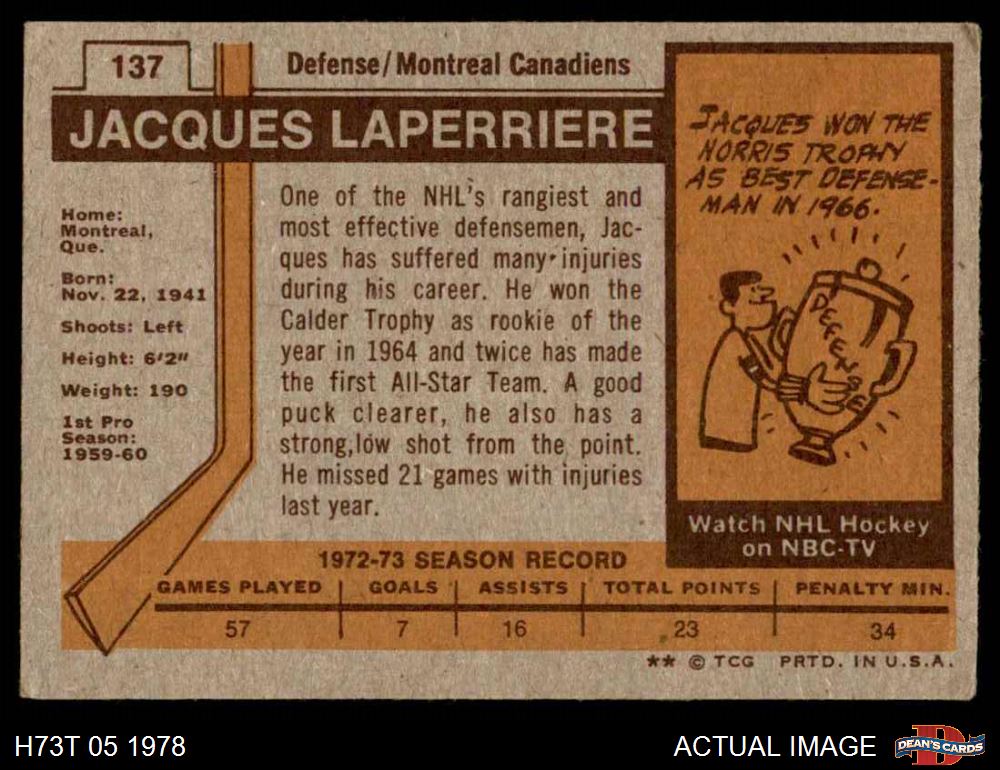 137
Defense/Montreal Canadiens
JACQUES LAPERRIERE
Home:
Montreal,
Que.
Born:
Nov. 22, 1941
Shoots: Left
Height: 6'2"
Weight: 190
1st Pro
Season:
1959-60
One of the NHL's rangiest and
most effective defensemen, Jac-
ques has suffered many injuries
during his career. He won the
Calder Trophy as rookie of the
year in 1964 and twice has made
the first All-Star Team. A good
puck clearer, he also has a
strong,low shot from the point.
He missed 21 games with injuries
last year.
JACQUES WON THE
NORRIS TROPHY
AS BEST DEFENSE-
MAN IN 1966.
DEFENSE
Watch NHL Hockey
on NBC-TV
1972-73 SEASON RECORD
GAMES PLAYED GOALS ASSISTS TOTAL POINTS PENALTY MIN.
57 7 16 23 34
** © TCG PRTD. IN U.S.A.
H73T 05 1978
ACTUAL IMAGE
D
DEAN'S CARDS